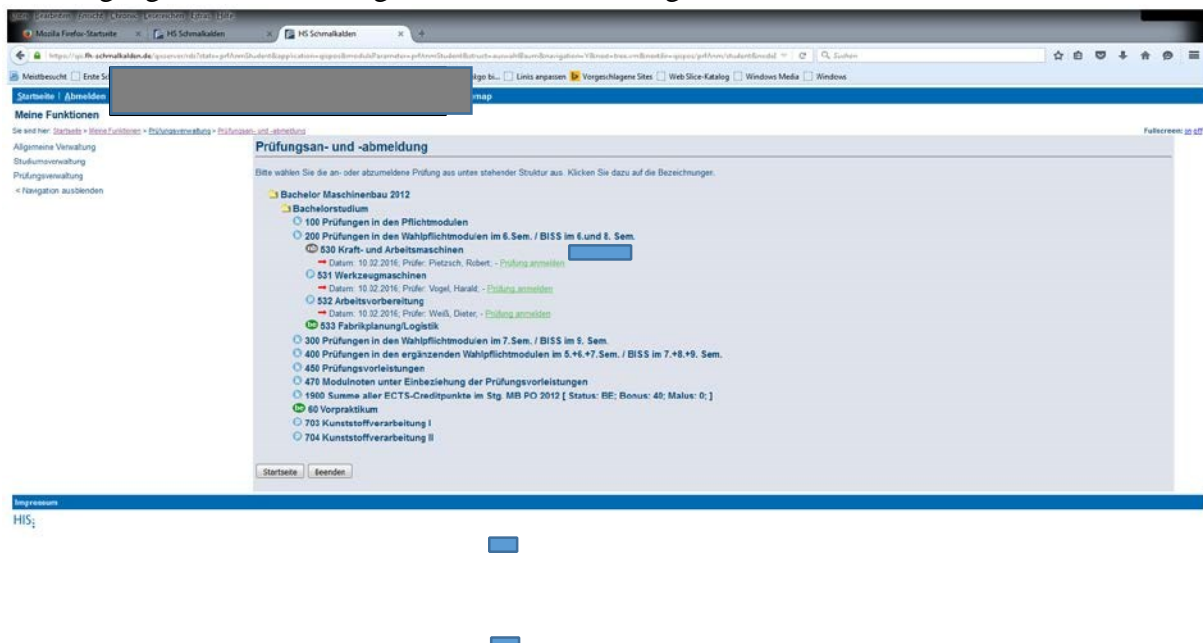 Mozilla Firefox-Startseite
HS Schmalkalden
HS Schmalkalden
Suchen
Meistbesucht
Links anpassen
Vorgeschlagene Sites
Web Slice-Katalog
Windows Media
Windows
Startseite | Abmelden
Meine Funktionen
Sie sind hier: Startseite » Meine Funktionen » Prüfungsverwaltung » Prüfungsan- und -abmeldung
Fullscreen:
Allgemeine Verwaltung
Studiumsverwaltung
Prüfungsverwaltung
< Navigation ausblenden
Prüfungsan- und -abmeldung
Bitte wählen Sie die an- oder abzumeldene Prüfung aus unten stehender Struktur aus. Klicken Sie dazu auf die Bezeichnungen.
Bachelor Maschinenbau 2012
Bachelorstudium
100 Prüfungen in den Pflichtmodulen
200 Prüfungen in den Wahlpflichtmodulen im 6.Sem. / BISS im 6.und 8. Sem.
530 Kraft- und Arbeitsmaschinen
Datum: 10.02.2016; Prüfer: Pietzsch, Robert; - Prüfung anmelden
531 Werkzeugmaschinen
Datum: 10.02.2016; Prüfer: Vogel, Harald; - Prüfung anmelden
532 Arbeitsvorbereitung
Datum: 10.02.2016; Prüfer: Weiß, Dieter; - Prüfung anmelden
be 533 Fabrikplanung/Logistik
300 Prüfungen in den Wahlpflichtmodulen im 7.Sem. / BISS im 9. Sem.
400 Prüfungen in den ergänzenden Wahlpflichtmodulen im 5.+6.+7.Sem. / BISS im 7.+8.+9. Sem.
450 Prüfungsvorleistungen
470 Modulnoten unter Einbeziehung der Prüfungsvorleistungen
1900 Summe aller ECTS-Creditpunkte im Stg. MB PO 2012 [ Status: BE; Bonus: 40; Malus: 0; ]
be 60 Vorpraktikum
703 Kunststoffverarbeitung I
704 Kunststoffverarbeitung II
Startseite Beenden
Impressum
HIS